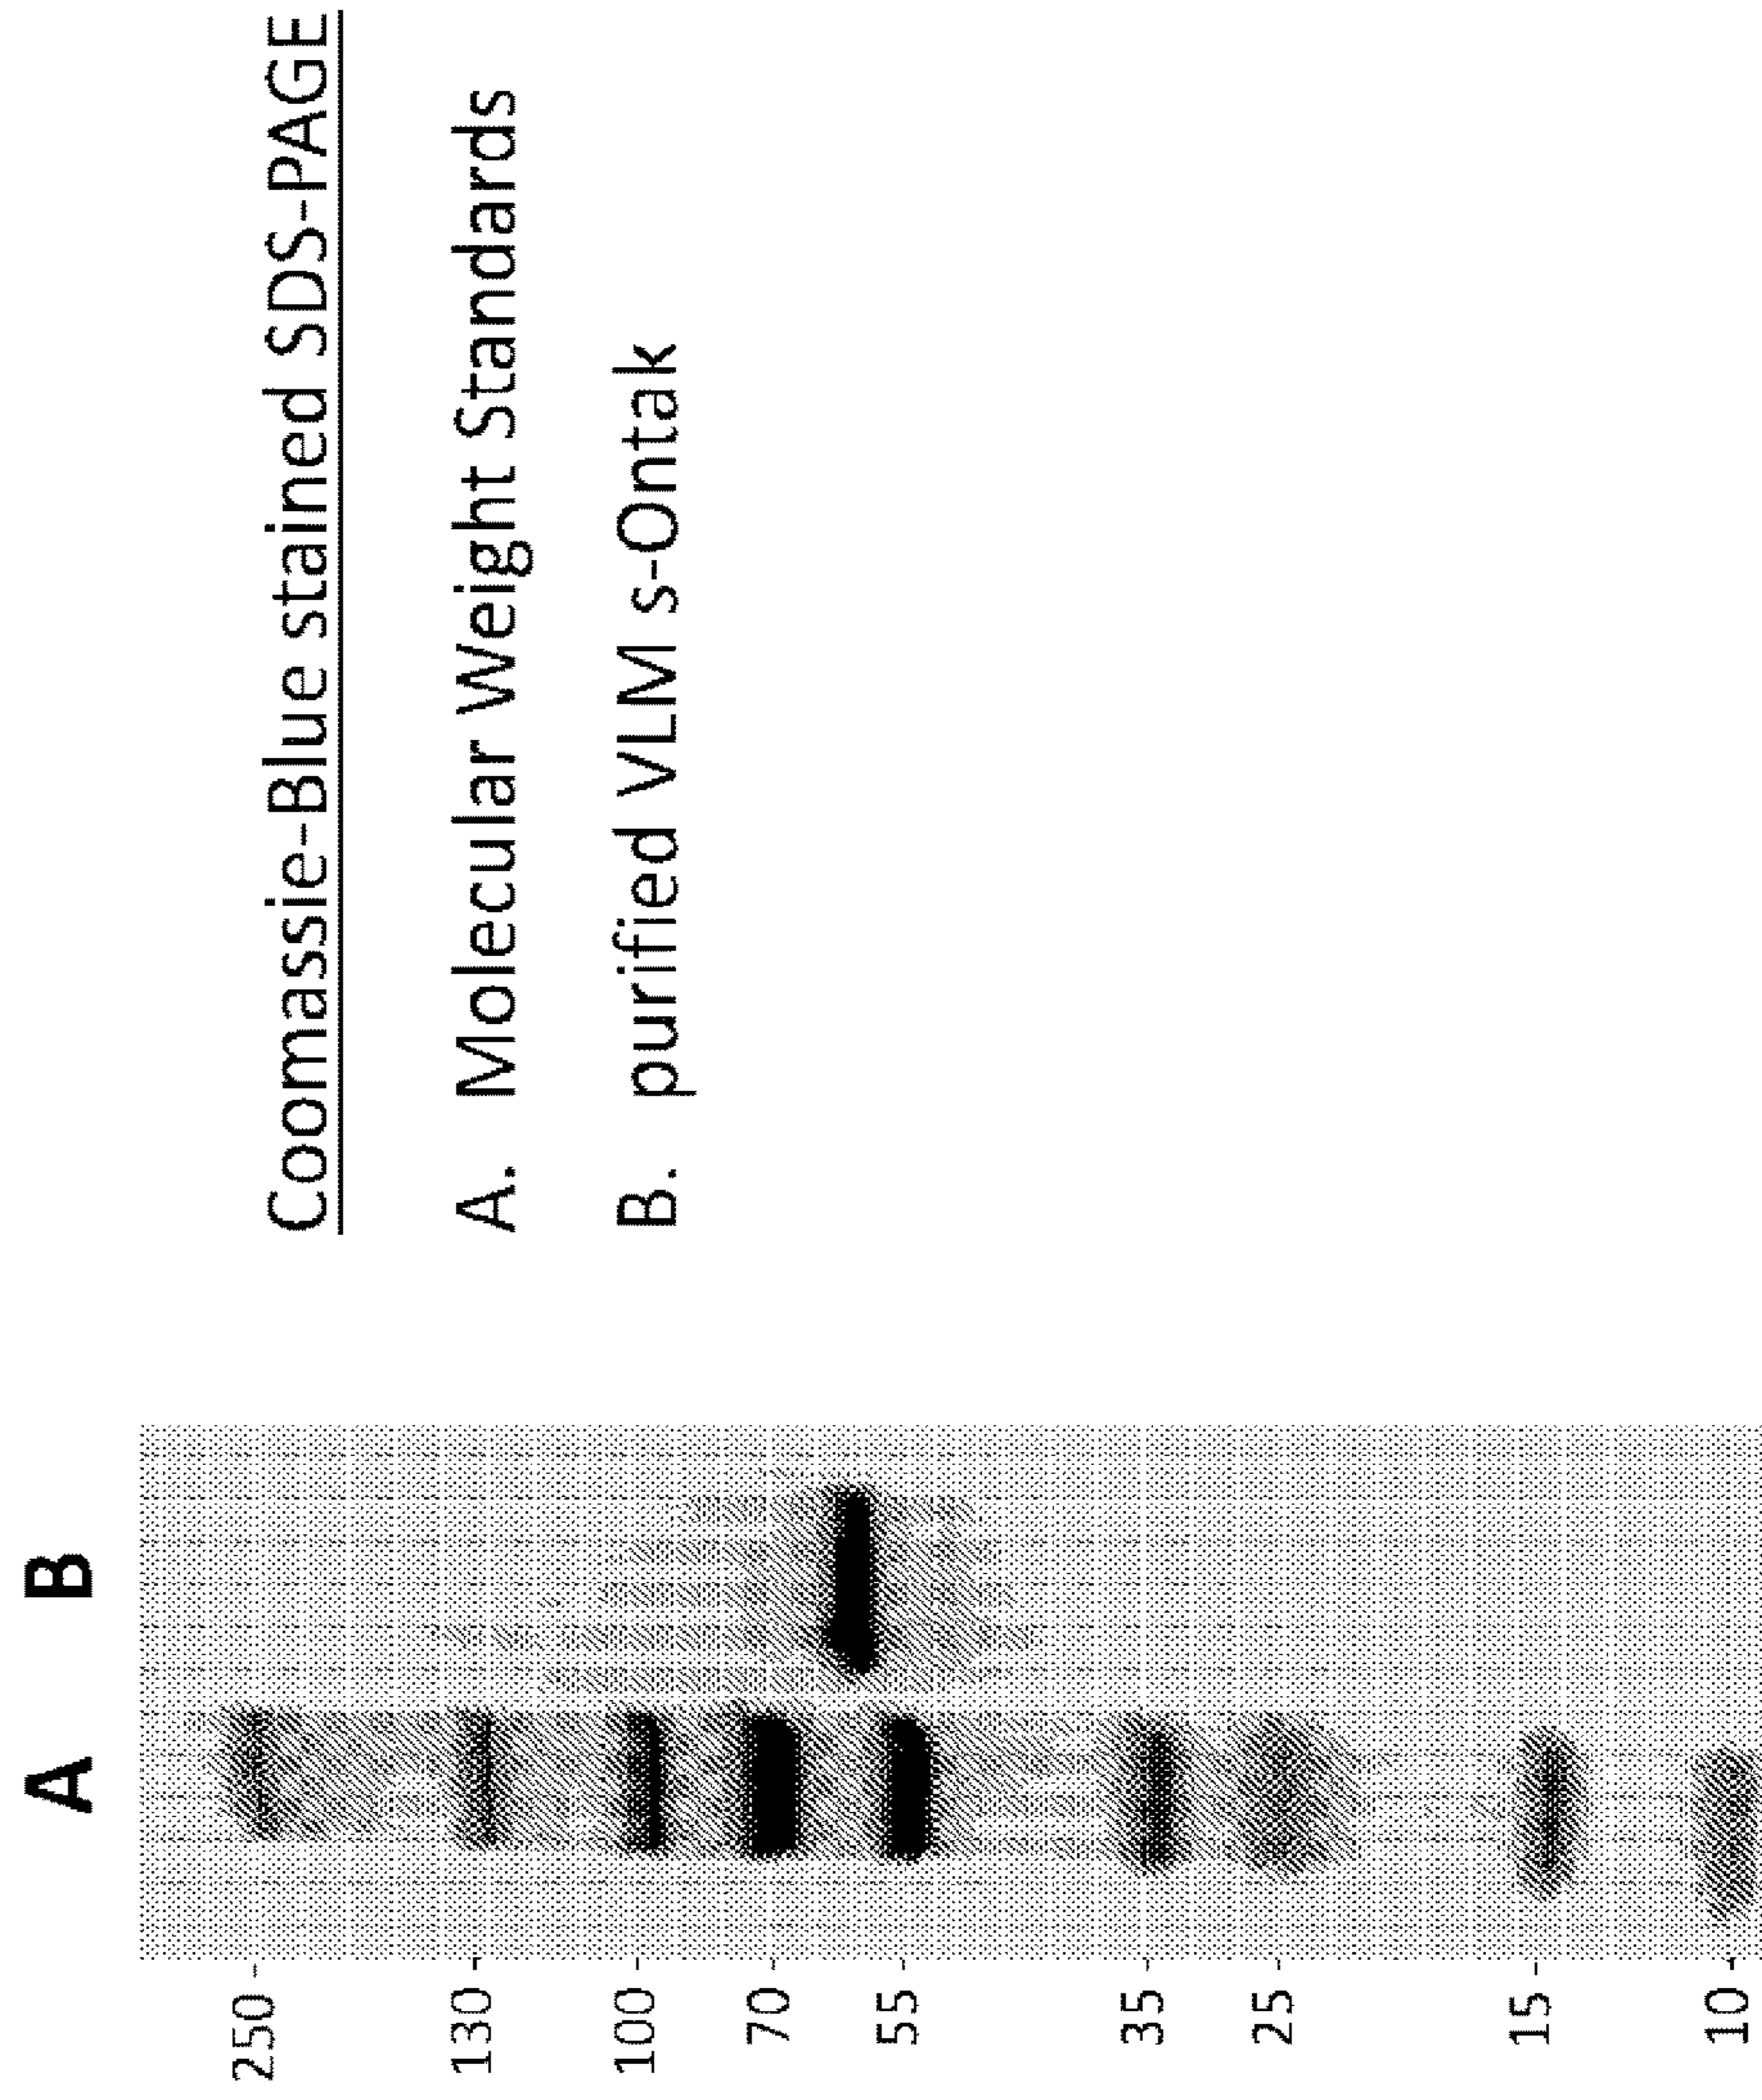 Coomassie-Blue stained SDS-PAGE
A. Molecular Weight Standards
B. purified VLM s-Ontak
A B
250 -
130 -
100 -
70 -
55 -
35 -
25 -
15 -
10 -